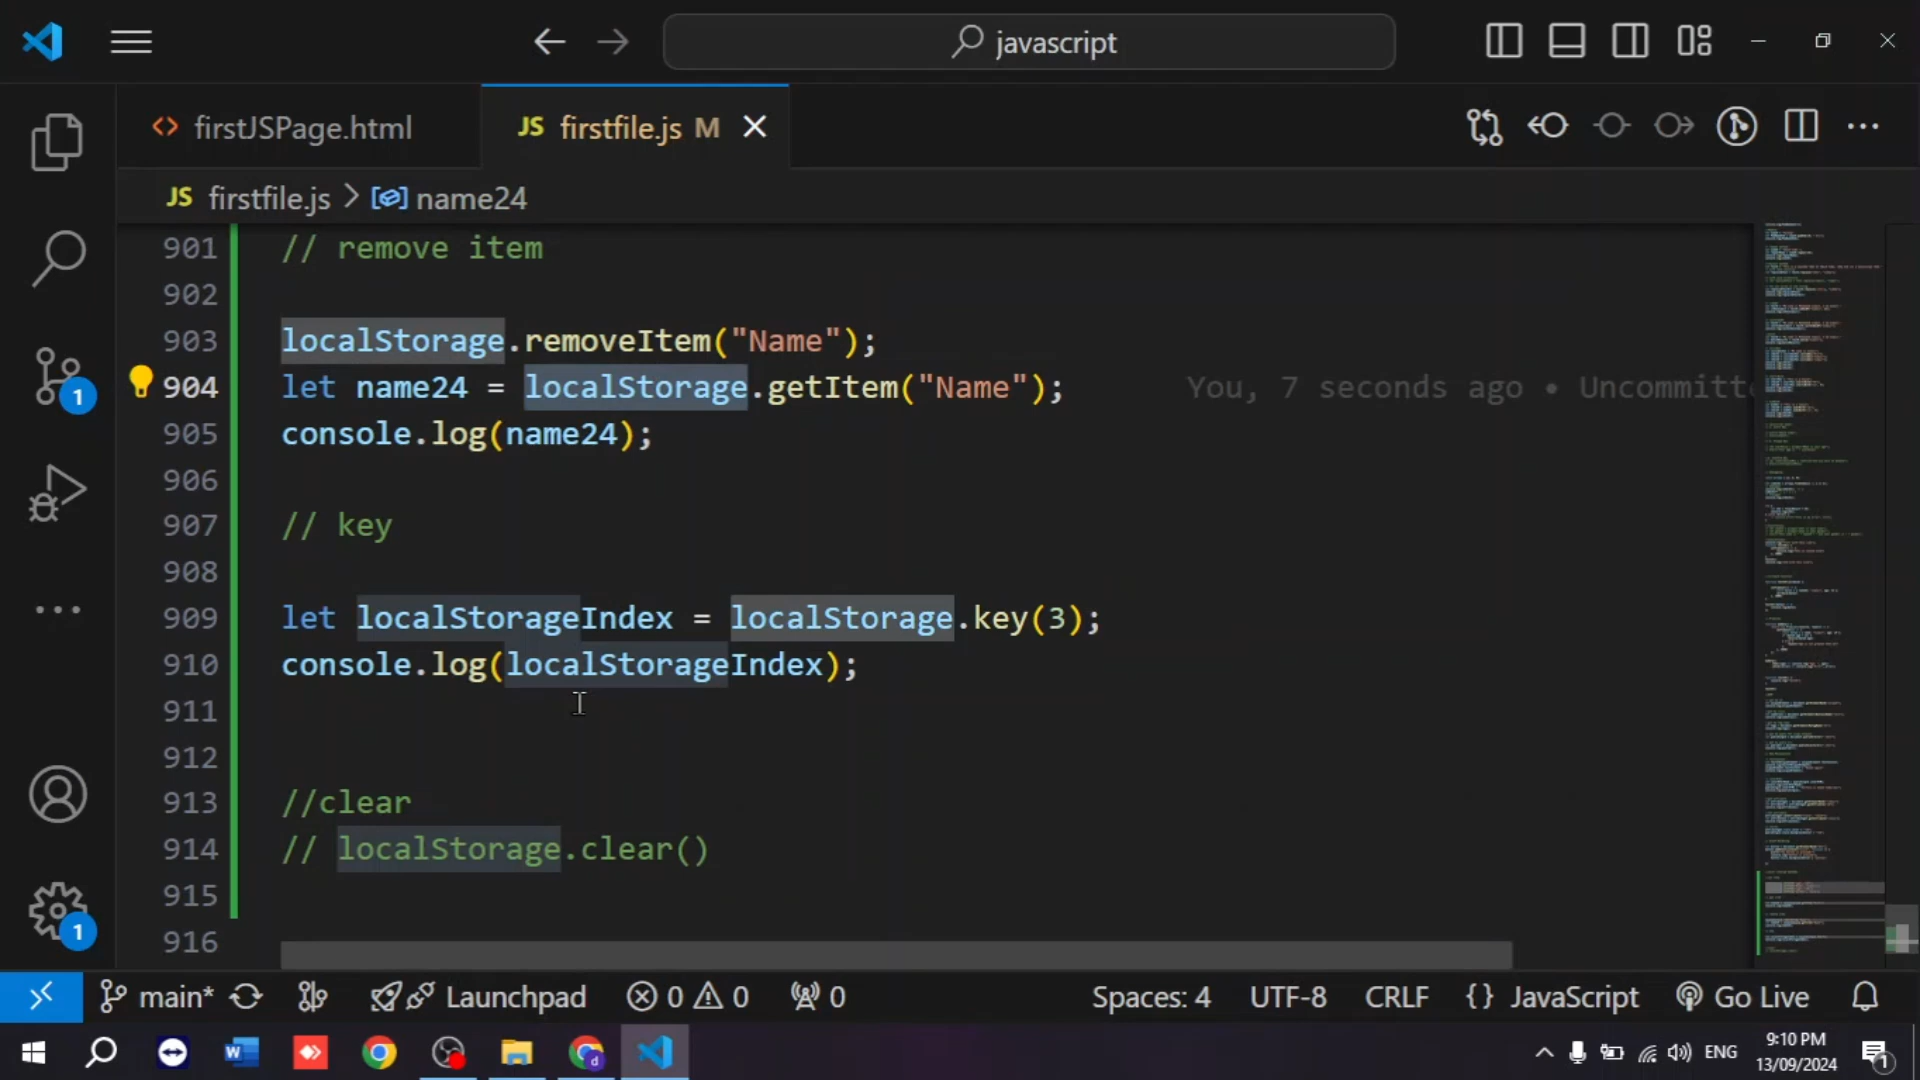 javascript
<> firstJSPage.html
JS firstfile.js M
JS firstfile.js > name24
901 // remove item
902
903 localStorage.removeItem("Name");
904 let name24 = localStorage.getItem("Name"); You, 7 seconds ago • Uncommitte
905 console.log(name24);
906
907 // key
908
909 let localStorageIndex = localStorage.key(3);
910 console.log(localStorageIndex);
911
912
913 //clear
914 // localStorage.clear()
915
916
1
1
main* Launchpad 0 0 0 Spaces: 4 UTF-8 CRLF {} JavaScript Go Live
ENG
9:10 PM
13/09/2024
1